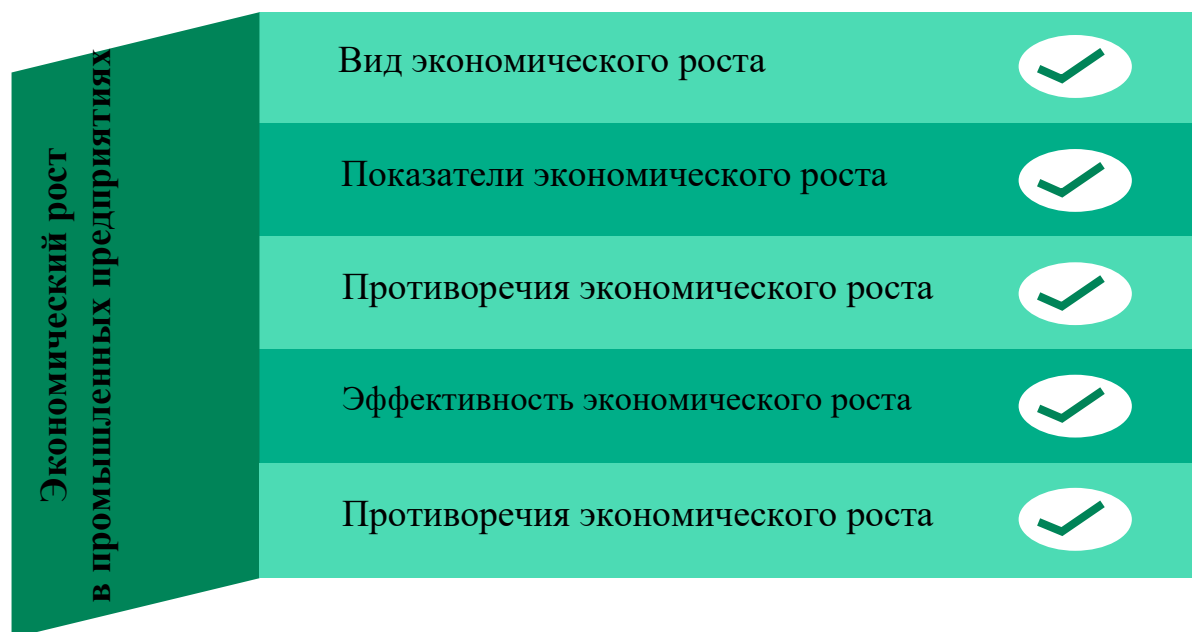 Экономический рост
в промышленных предприятиях
Вид экономического роста
Показатели экономического роста
Противоречия экономического роста
Эффективность экономического роста
Противоречия экономического роста